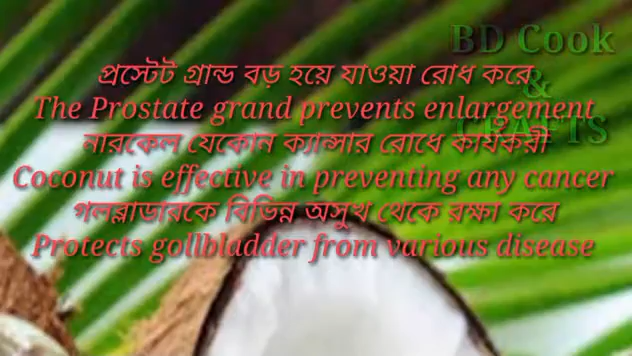 BD Cook
&
CRAFTS
প্রস্টেট গ্রান্ড বড় হয়ে যাওয়া রোধ করে
The Prostate grand prevents enlargement
নারকেল যেকোন ক্যান্সার রোধে কার্যকরী
Coconut is effective in preventing any cancer
গলব্লাডারকে বিভিন্ন অসুখ থেকে রক্ষা করে
Protects gollbladder from various disease